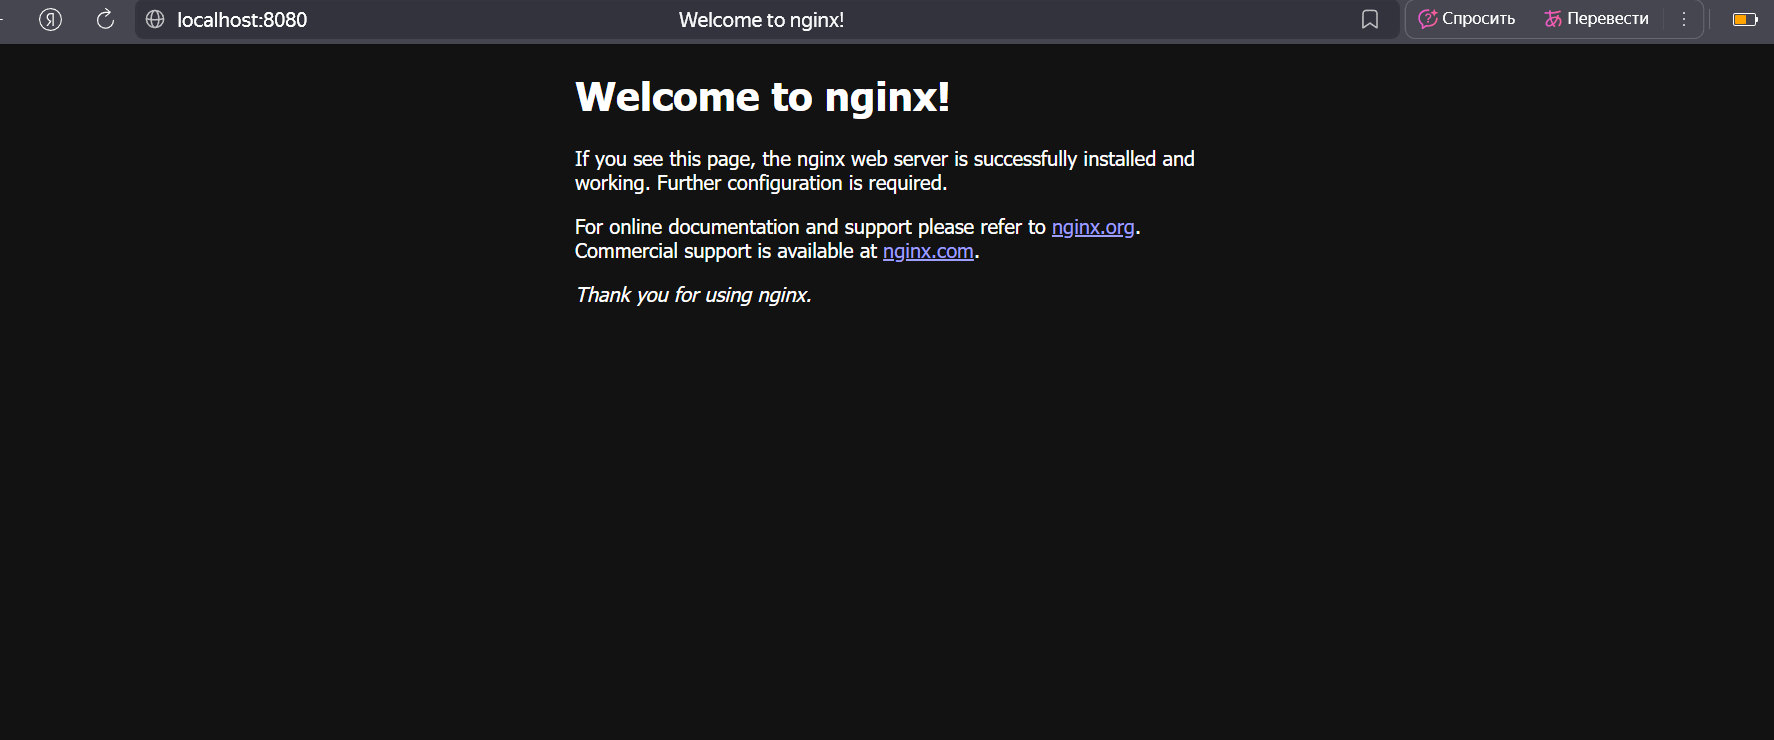 localhost:8080
Welcome to nginx!
Спросить
Перевести
Welcome to nginx!
If you see this page, the nginx web server is successfully installed and
working. Further configuration is required.
For online documentation and support please refer to nginx.org.
Commercial support is available at nginx.com.
Thank you for using nginx.